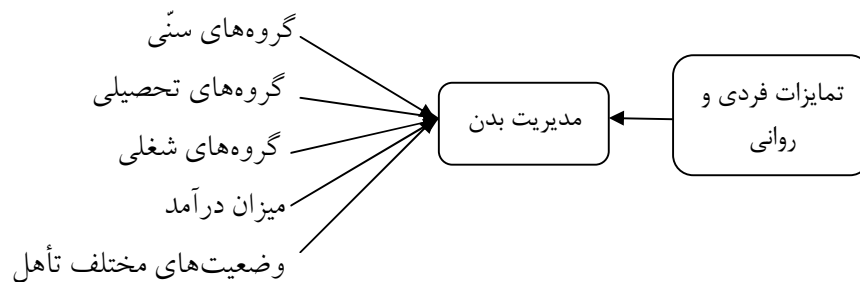 گروه‌های سنّی
گروه‌های تحصیلی
گروه‌های شغلی
میزان درآمد
وضعیت‌های مختلف تأهل
مدیریت بدن
تمایزات فردی و
روانی